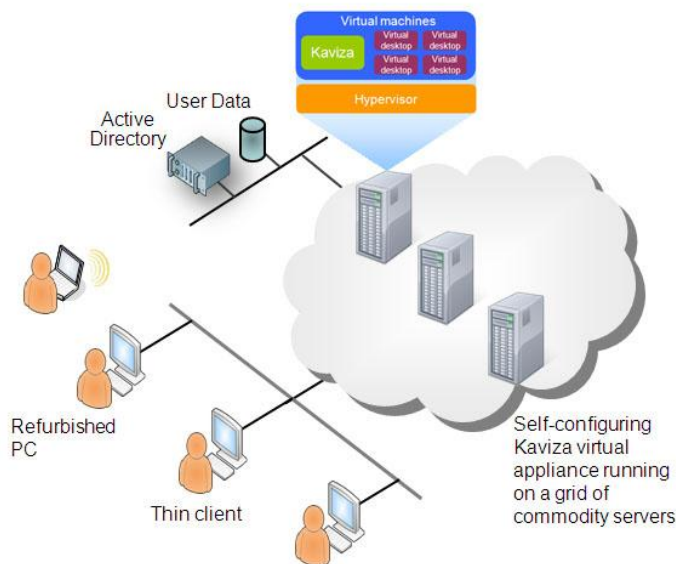 Virtual machines
Kaviza
Virtual desktop
Virtual desktop
Virtual desktop
Virtual desktop
Hypervisor
User Data
Active
Directory
Refurbished
PC
Thin client
Self-configuring
Kaviza virtual
appliance running
on a grid of
commodity servers